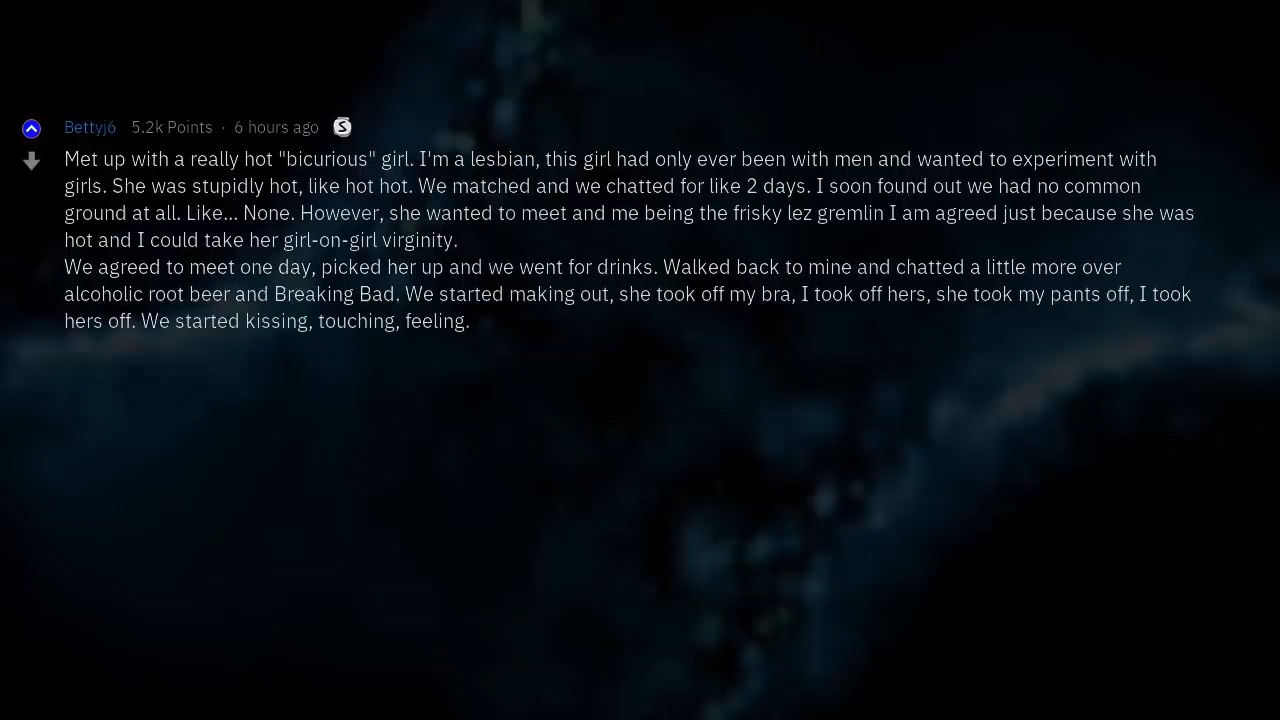 Bettyj6 5.2k Points · 6 hours ago S
Met up with a really hot "bicurious" girl. I'm a lesbian, this girl had only ever been with men and wanted to experiment with
girls. She was stupidly hot, like hot hot. We matched and we chatted for like 2 days. I soon found out we had no common
ground at all. Like... None. However, she wanted to meet and me being the frisky lez gremlin I am agreed just because she was
hot and I could take her girl-on-girl virginity.
We agreed to meet one day, picked her up and we went for drinks. Walked back to mine and chatted a little more over
alcoholic root beer and Breaking Bad. We started making out, she took off my bra, I took off hers, she took my pants off, I took
hers off. We started kissing, touching, feeling.